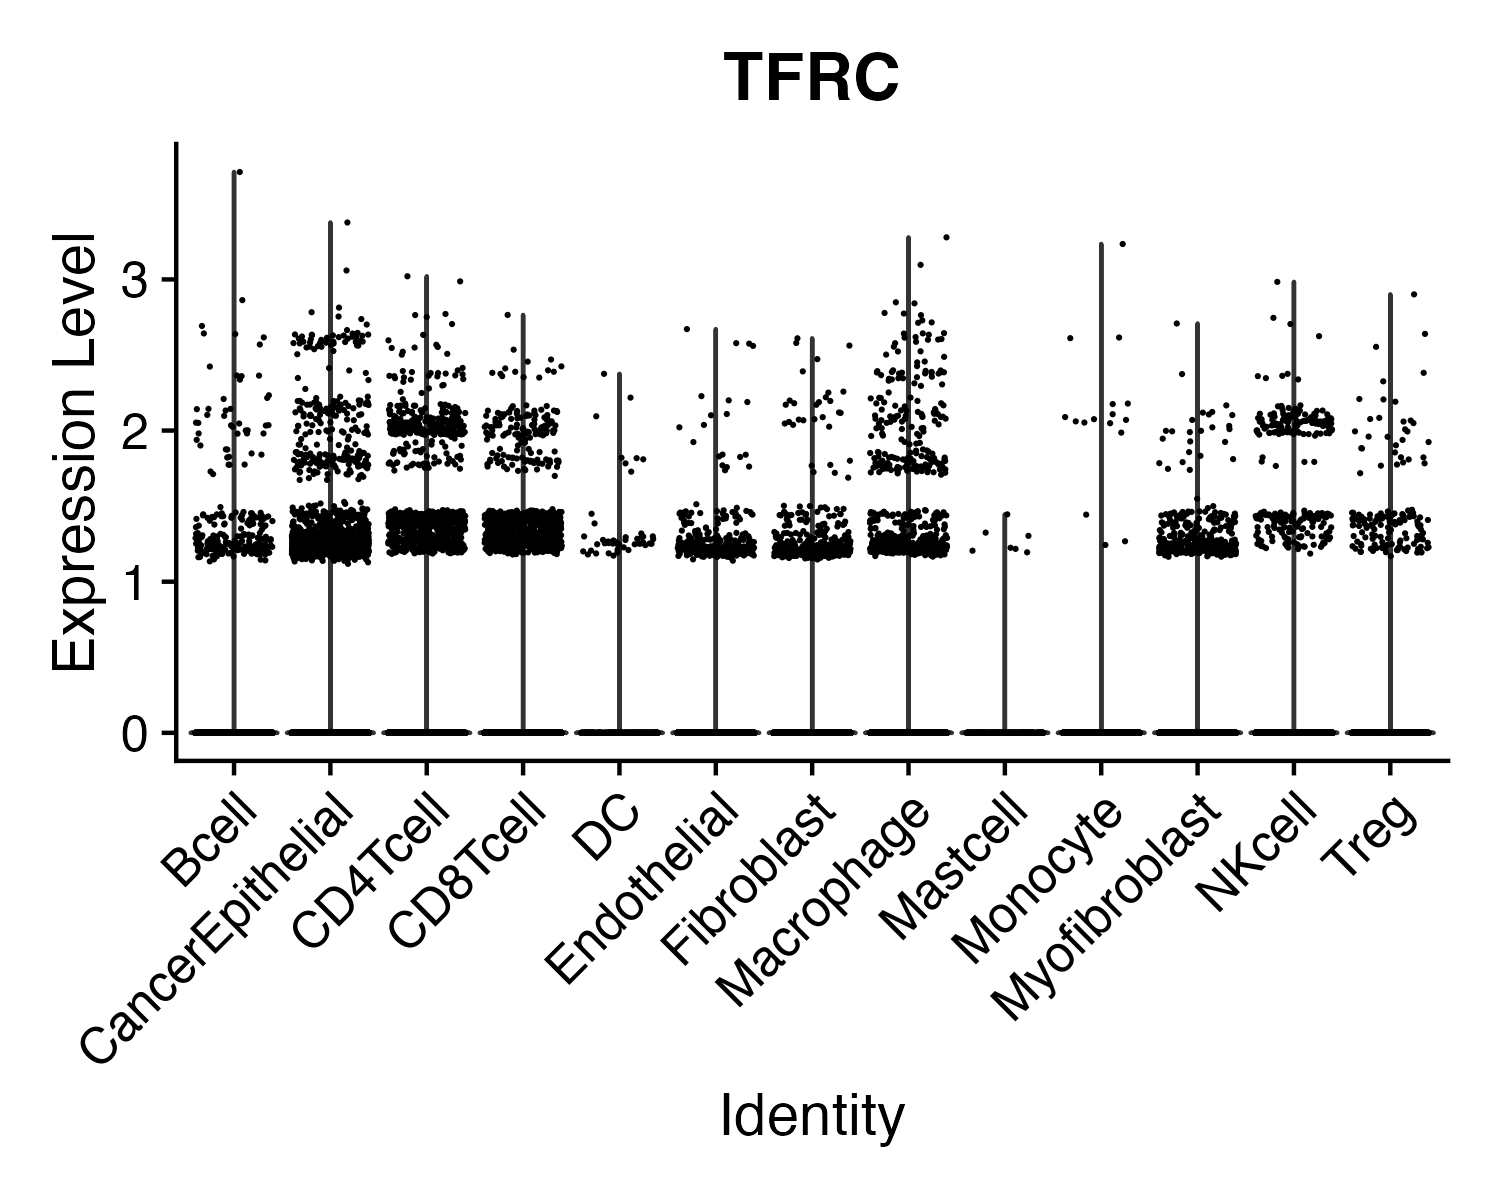 TFRC
Expression Level
3
2
1
0
Bcell
CancerEpithelial
CD4Tcell
CD8Tcell
DC
Endothelial
Fibroblast
Macrophage
Mastcell
Monocyte
Myofibroblast
NKcell
Treg
Identity